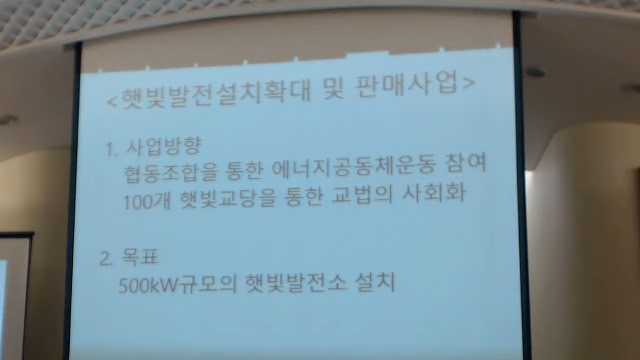 <햇빛발전설치확대 및 판매사업>
1. 사업방향
협동조합을 통한 에너지공동체운동 참여
100개 햇빛교당을 통한 교법의 사회화
2. 목표
500kW규모의 햇빛발전소 설치